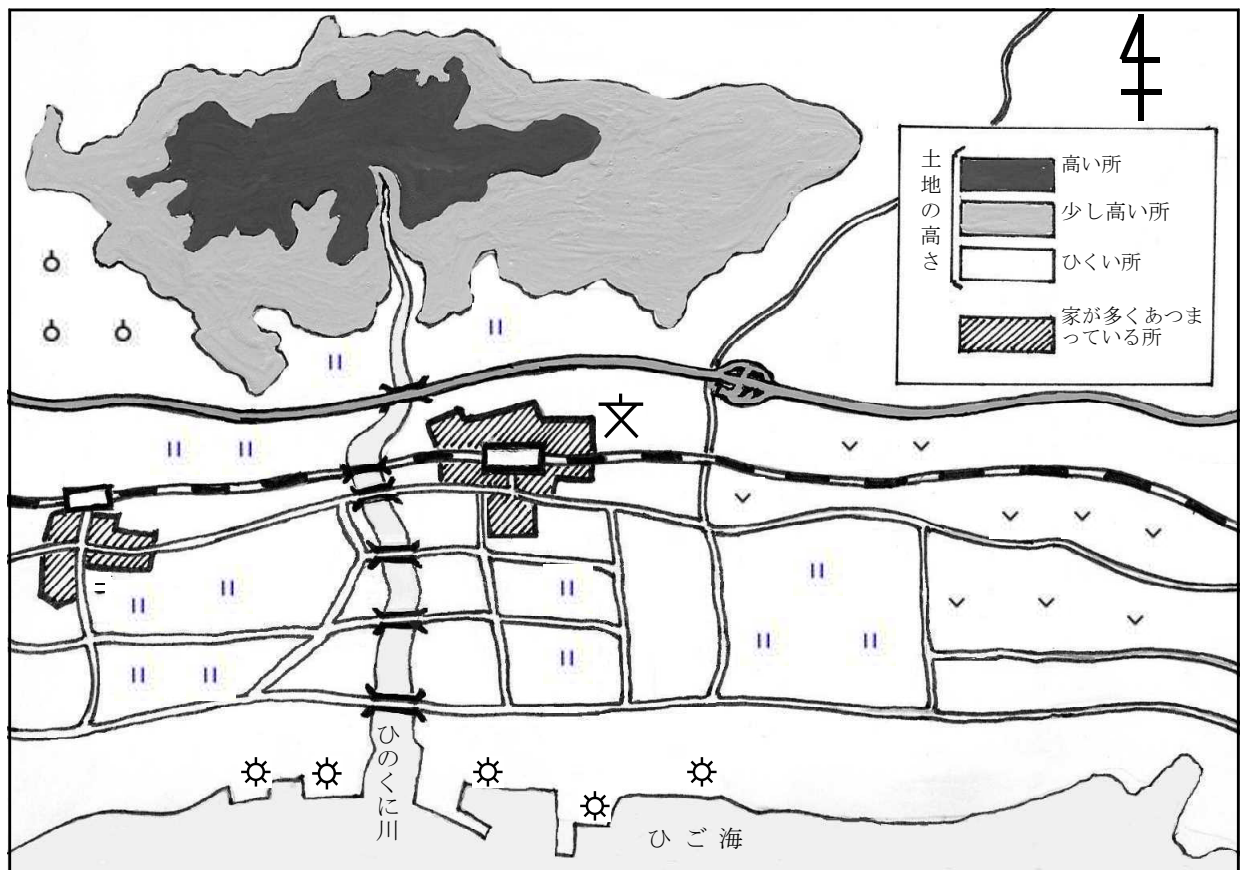 土地の高さ
高い所
少し高い所
ひくい所
家が多くあつま
っている所
文
ひのくに川
ひご海